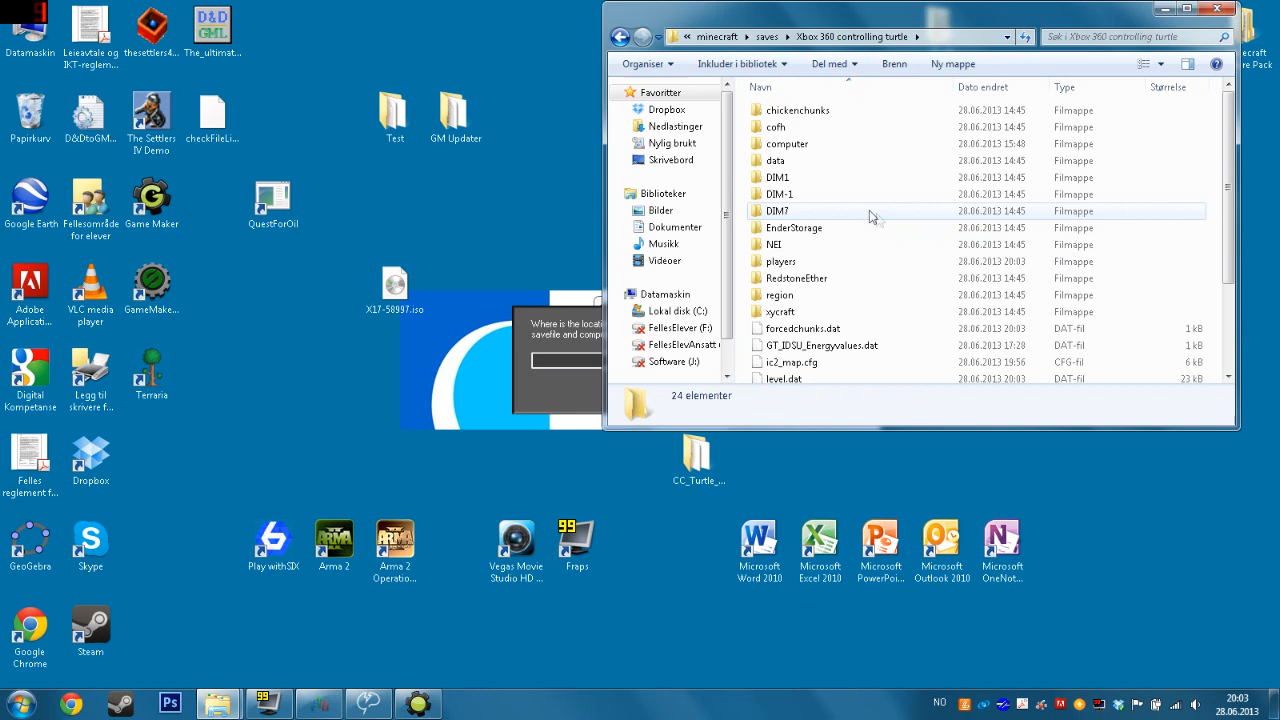 Datamaskin
Leieavtale og
IKT-reglem...
thesettlers4...
D&D
GML
The_ultimat...
Papirkurv
D&DtoGM...
The Settlers
IV Demo
checkFileLi...
Test
GM Updater
Google Earth
Fellesområde
for elever
Game Maker
QuestForOil
Adobe
Applicati...
VLC media
player
GameMake...
X17-58997.iso
Digital
Kompetanse
Legg til
skrivere f...
Terraria
Felles
reglement f...
Dropbox
CC_Turtle_...
GeoGebra
Skype
Play withSIX
Arma 2
Arma 2
Operatio...
Vegas Movie
Studio HD ...
99
Fraps
Microsoft
Word 2010
Microsoft
Excel 2010
Microsoft
PowerPoi...
Microsoft
Outlook 2010
Microsoft
OneNot...
Google
Chrome
Steam
Where is the locati
savefile and compu
« minecraft ▸ saves ▸ Xbox 360 controlling turtle ▸
Søk i Xbox 360 controlling turtle
Organiser
Inkluder i bibliotek
Del med
Brenn
Ny mappe
Favoritter
Dropbox
Nedlastinger
Nylig brukt
Skrivebord
Biblioteker
Bilder
Dokumenter
Musikk
Videoer
Datamaskin
Lokal disk (C:)
FellesElever (F:)
FellesElevAnsatt
Software (J:)
Navn Dato endret Type Størrelse
chickenchunks 28.06.2013 14:45 Filmappe
cofh 28.06.2013 14:45 Filmappe
computer 28.06.2013 15:48 Filmappe
data 28.06.2013 14:45 Filmappe
DIM1 28.06.2013 14:45 Filmappe
DIM-1 28.06.2013 14:45 Filmappe
DIM7 28.06.2013 14:45 Filmappe
EnderStorage 28.06.2013 14:45 Filmappe
NEI 28.06.2013 14:45 Filmappe
players 28.06.2013 20:03 Filmappe
RedstoneEther 28.06.2013 14:45 Filmappe
region 28.06.2013 14:45 Filmappe
xycraft 28.06.2013 14:45 Filmappe
forcedchunks.dat 28.06.2013 20:03 DAT-fil 1 kB
GT_IDSU_Energyvalues.dat 28.06.2013 17:28 DAT-fil 1 kB
ic2_map.cfg 28.06.2013 19:56 CFG-fil 6 kB
level.dat 28.06.2013 20:03 DAT-fil 23 kB
24 elementer
ecraft
re Pack
Ps
99
NO
20:03
28.06.2013